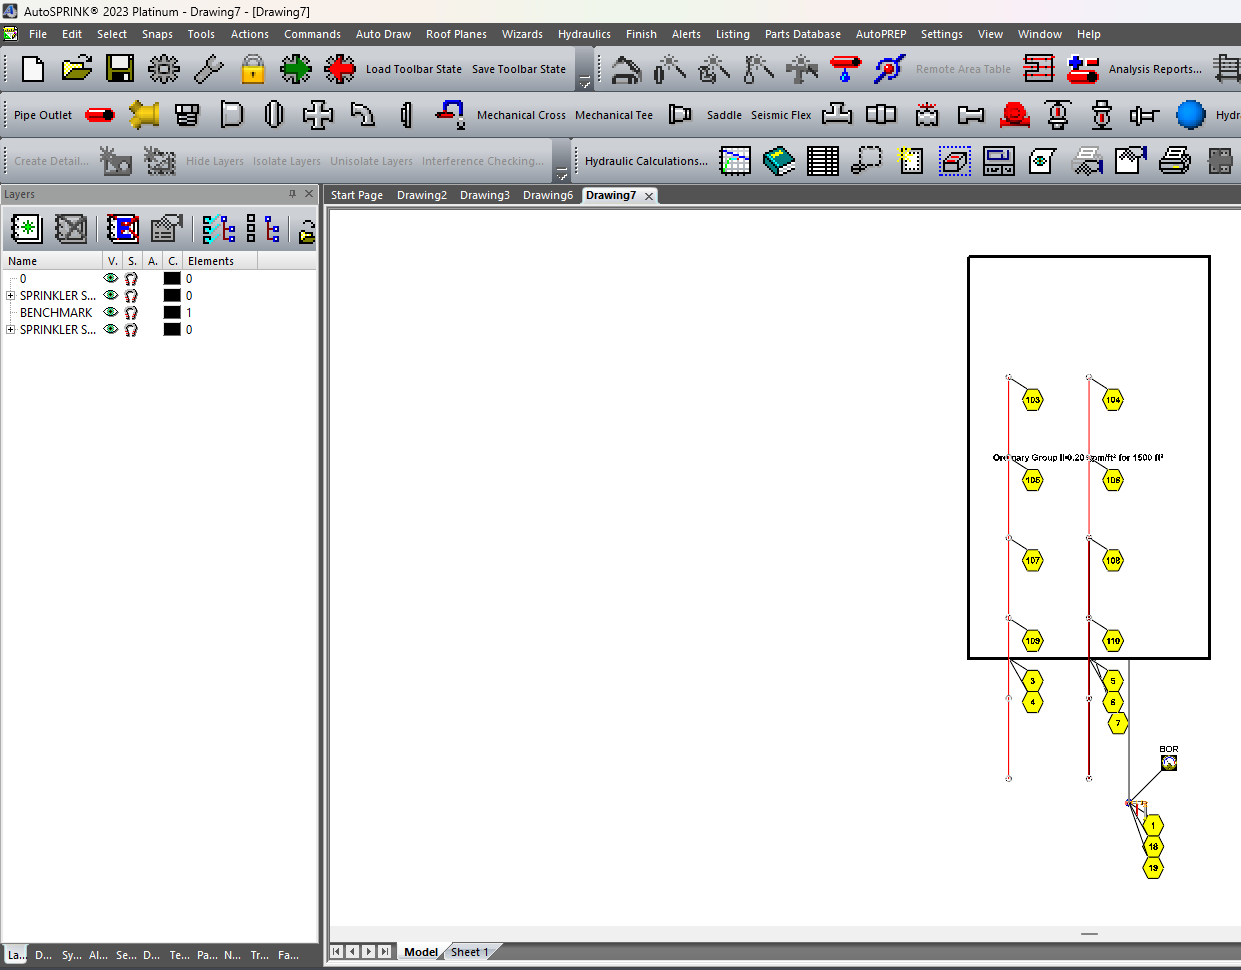 AutoSPRINK® 2023 Platinum - Drawing7 - [Drawing7]
File Edit Select Snaps Tools Actions Commands Auto Draw Roof Planes Wizards Hydraulics Finish Alerts Listing Parts Database AutoPREP Settings View Window Help
Load Toolbar State Save Toolbar State Remote Area Table Analysis Reports...
Pipe Outlet Mechanical Cross Mechanical Tee Saddle Seismic Flex Hydr
Create Detail... Hide Layers Isolate Layers Unisolate Layers Interference Checking... Hydraulic Calculations...
Layers
Start Page Drawing2 Drawing3 Drawing6 Drawing7
Name V. S. A. C. Elements
0 0
SPRINKLER S... 0
BENCHMARK 1
SPRINKLER S... 0
103 104
Ordinary Group II=0.20 gpm/ft² for 1500 ft²
105 106
107 108
109 110
3 5
4 6
7
BOR
1
18
19
Model Sheet 1
La... D... Sy... Al... Se... D... Te... Pa... N... Tr... Fa...